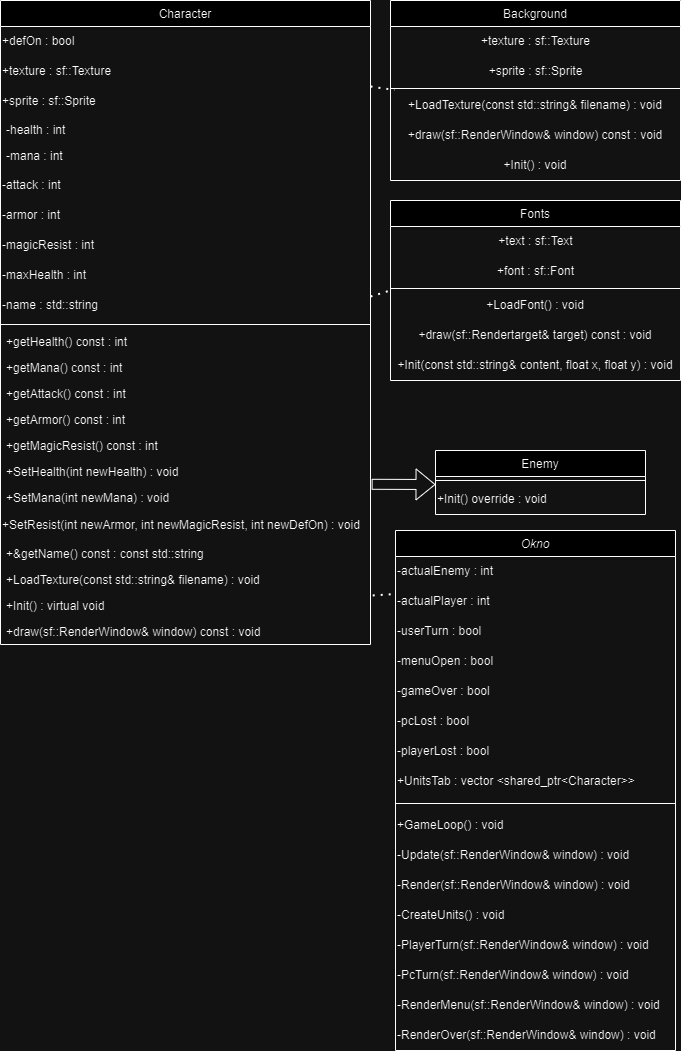 Character
+defOn : bool
+texture : sf::Texture
+sprite : sf::Sprite
-health : int
-mana : int
-attack : int
-armor : int
-magicResist : int
-maxHealth : int
-name : std::string
+getHealth() const : int
+getMana() const : int
+getAttack() const : int
+getArmor() const : int
+getMagicResist() const : int
+SetHealth(int newHealth) : void
+SetMana(int newMana) : void
+SetResist(int newArmor, int newMagicResist, int newDefOn) : void
+&getName() const : const std::string
+LoadTexture(const std::string& filename) : void
+Init() : virtual void
+draw(sf::RenderWindow& window) const : void
Background
+texture : sf::Texture
+sprite : sf::Sprite
+LoadTexture(const std::string& filename) : void
+draw(sf::RenderWindow& window) const : void
+Init() : void
Fonts
+text : sf::Text
+font : sf::Font
+LoadFont() : void
+draw(sf::Rendertarget& target) const : void
+Init(const std::string& content, float x, float y) : void
Enemy
+Init() override : void
Okno
-actualEnemy : int
-actualPlayer : int
-userTurn : bool
-menuOpen : bool
-gameOver : bool
-pcLost : bool
-playerLost : bool
+UnitsTab : vector <shared_ptr<Character>>
+GameLoop() : void
-Update(sf::RenderWindow& window) : void
-Render(sf::RenderWindow& window) : void
-CreateUnits() : void
-PlayerTurn(sf::RenderWindow& window) : void
-PcTurn(sf::RenderWindow& window) : void
-RenderMenu(sf::RenderWindow& window) : void
-RenderOver(sf::RenderWindow& window) : void